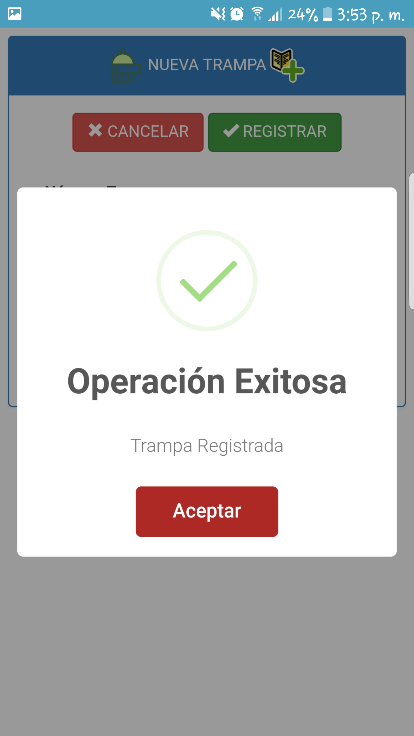 24% 3:53 p. m.
NUEVA TRAMPA
CANCELAR REGISTRAR
Operación Exitosa
Trampa Registrada
Aceptar